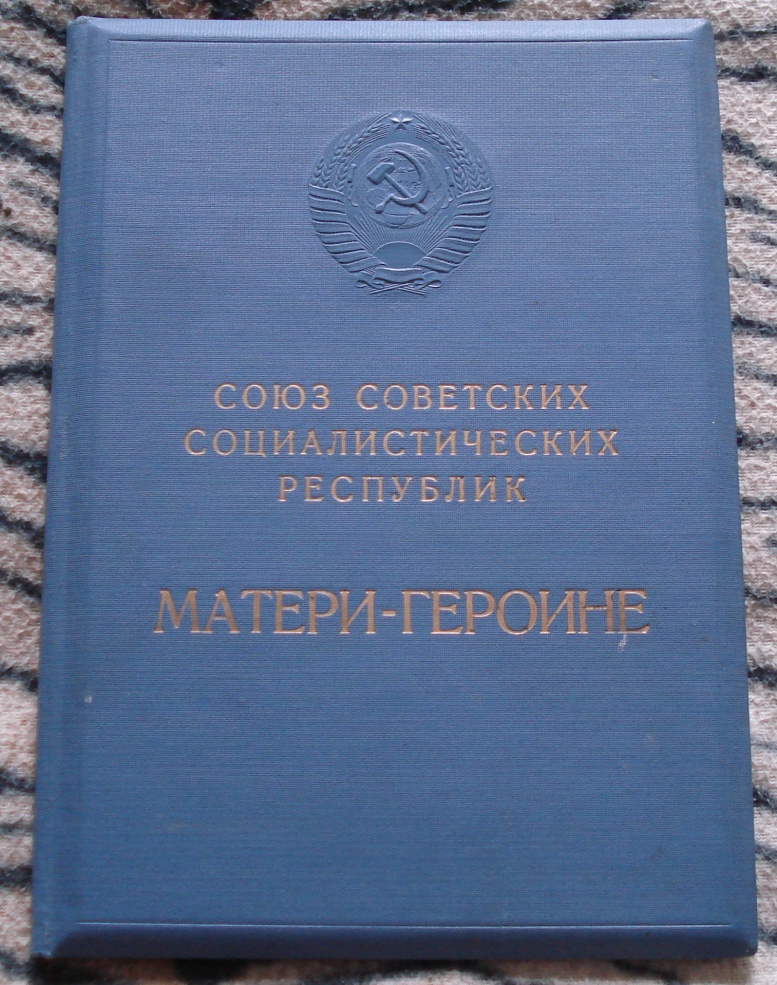 СОЮЗ СОВЕТСКИХ
СОЦИАЛИСТИЧЕСКИХ
РЕСПУБЛИК
МАТЕРИ-ГЕРОИНЕ